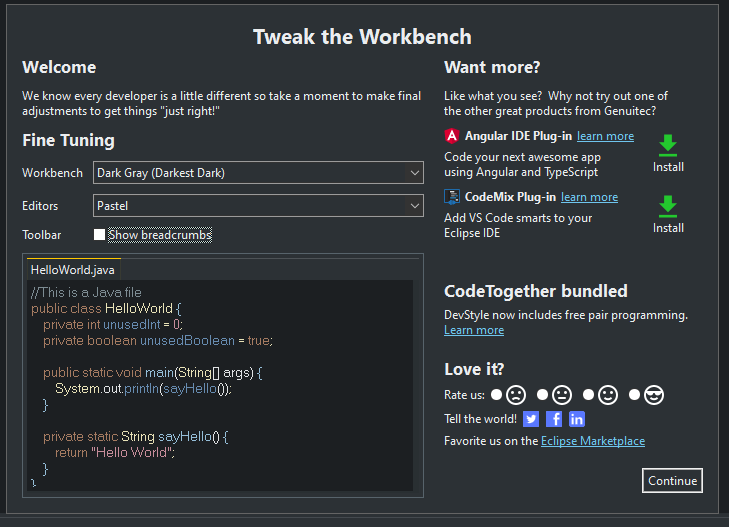 Tweak the Workbench
Welcome
We know every developer is a little different so take a moment to make final
adjustments to get things "just right!"
Fine Tuning
Workbench Dark Gray (Darkest Dark)
Editors Pastel
Toolbar Show breadcrumbs
HelloWorld.java
//This is a Java file
public class HelloWorld {
private int unusedInt = 0;
private boolean unusedBoolean = true;
public static void main(String[] args) {
System.out.println(sayHello());
}
private static String sayHello() {
return "Hello World";
}
}
Want more?
Like what you see? Why not try out one of
the other great products from Genuitec?
Angular IDE Plug-in learn more
Code your next awesome app
using Angular and TypeScript
Install
CodeMix Plug-in learn more
Add VS Code smarts to your
Eclipse IDE
Install
CodeTogether bundled
DevStyle now includes free pair programming.
Learn more
Love it?
Rate us:
Tell the world!
Favorite us on the Eclipse Marketplace
Continue